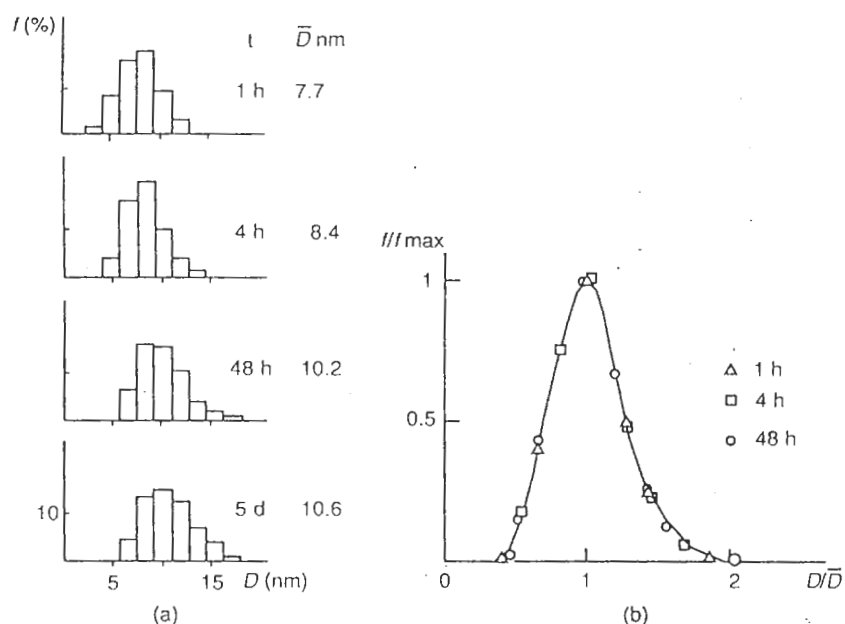 f (%)
t D̅ nm
1 h 7.7
4 h 8.4
48 h 10.2
5 d 10.6
10
5 15 D (nm)
(a)
f/f max
1
0.5
0 1 2 D/D̅
△ 1 h
□ 4 h
○ 48 h
(b)